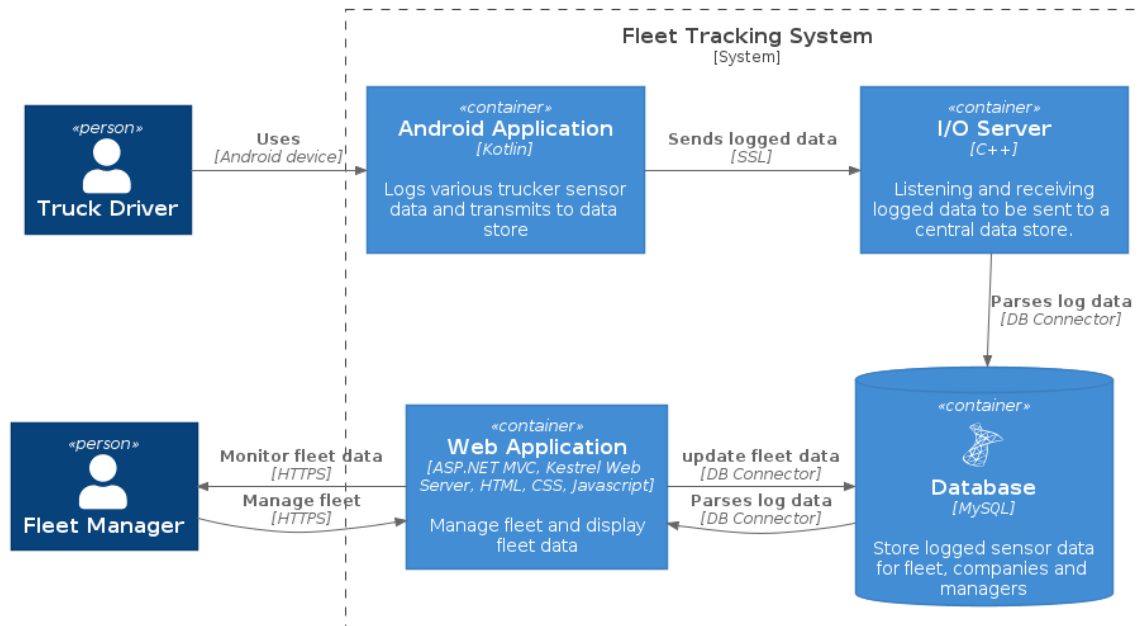 Fleet Tracking System
[System]
«person»
Truck Driver
Uses
[Android device]
«container»
Android Application
[Kotlin]
Logs various trucker sensor
data and transmits to data
store
Sends logged data
[SSL]
«container»
I/O Server
[C++]
Listening and receiving
logged data to be sent to a
central data store.
Parses log data
[DB Connector]
«person»
Fleet Manager
Monitor fleet data
[HTTPS]
Manage fleet
[HTTPS]
«container»
Web Application
[ASP.NET MVC, Kestrel Web
Server, HTML, CSS, Javascript]
Manage fleet and display
fleet data
update fleet data
[DB Connector]
Parses log data
[DB Connector]
«container»
Database
[MySQL]
Store logged sensor data
for fleet, companies and
managers